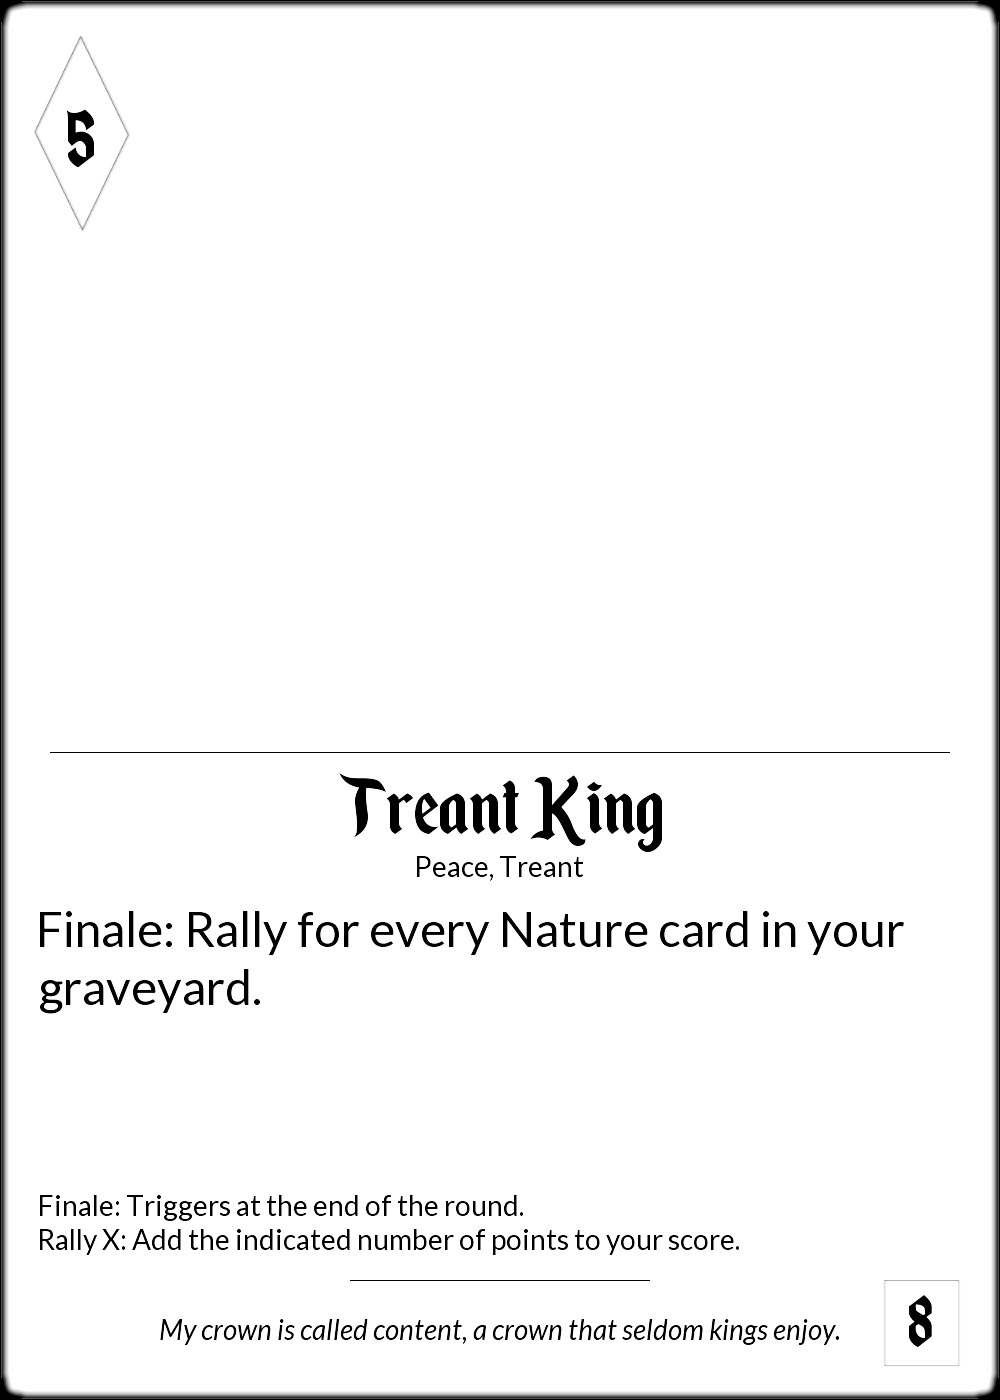 5
Treant King
Peace, Treant
Finale: Rally for every Nature card in your
graveyard.
Finale: Triggers at the end of the round.
Rally X: Add the indicated number of points to your score.
My crown is called content, a crown that seldom kings enjoy.
8